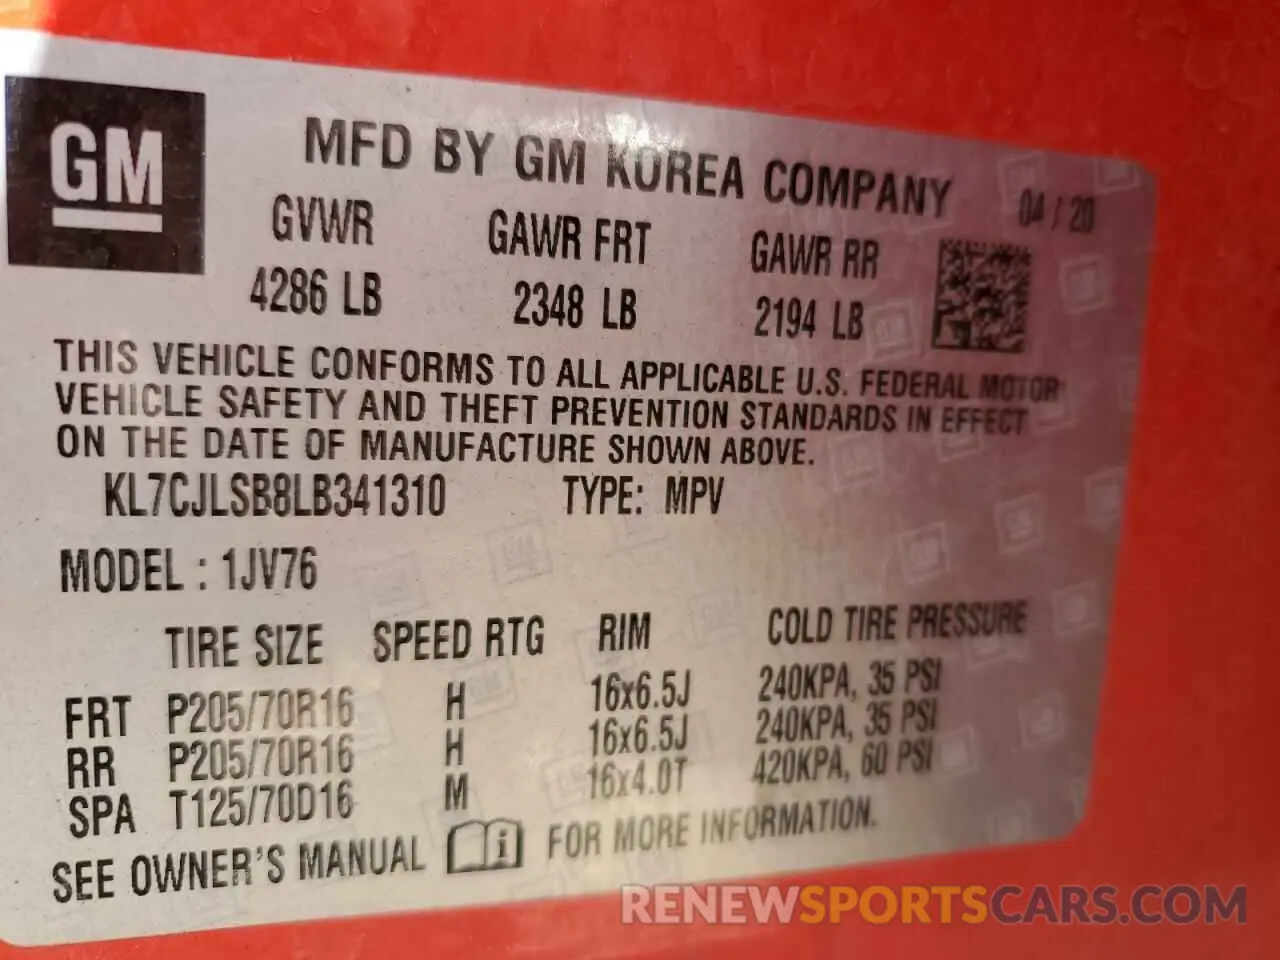 GM
MFD BY GM KOREA COMPANY 04 / 20
GVWR GAWR FRT GAWR RR
4286 LB 2348 LB 2194 LB
THIS VEHICLE CONFORMS TO ALL APPLICABLE U.S. FEDERAL MOTOR
VEHICLE SAFETY AND THEFT PREVENTION STANDARDS IN EFFECT
ON THE DATE OF MANUFACTURE SHOWN ABOVE.
KL7CJLSB8LB341310 TYPE: MPV
MODEL : 1JV76
TIRE SIZE SPEED RTG RIM COLD TIRE PRESSURE
FRT P205/70R16 H 16x6.5J 240KPA, 35 PSI
RR P205/70R16 H 16x6.5J 240KPA, 35 PSI
SPA T125/70D16 M 16x4.0T 420KPA, 60 PSI
SEE OWNER'S MANUAL i FOR MORE INFORMATION.
RENEWSPORTSCARS.COM